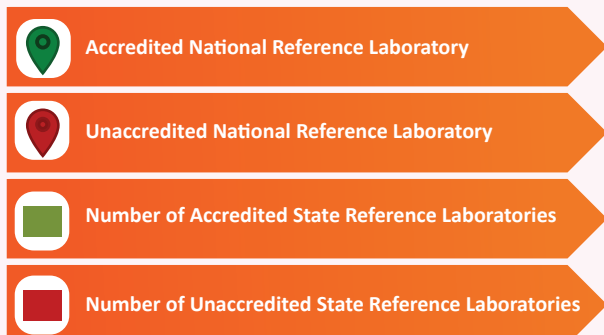 Accredited National Reference Laboratory
Unaccredited National Reference Laboratory
Number of Accredited State Reference Laboratories
Number of Unaccredited State Reference Laboratories